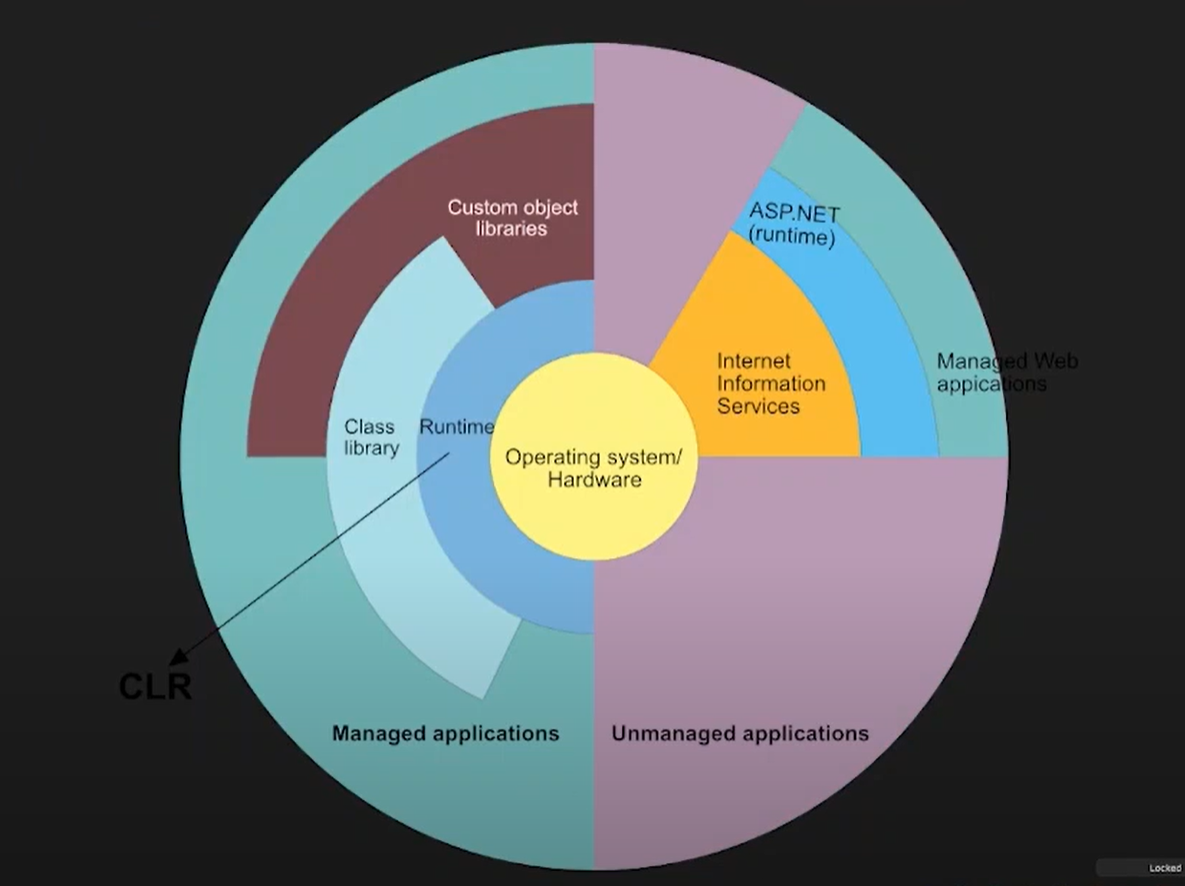 Custom object
libraries
ASP.NET
(runtime)
Internet
Information
Services
Managed Web
appications
Class
library
Runtime
Operating system/
Hardware
CLR
Managed applications
Unmanaged applications
Locked